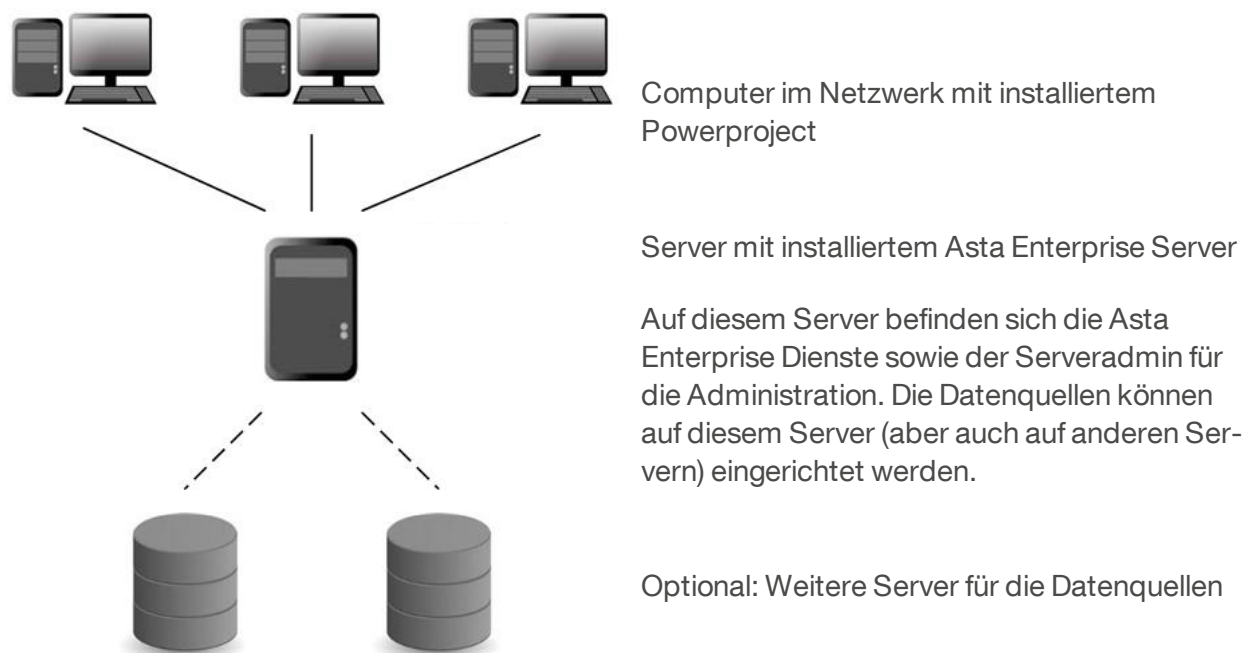 Computer im Netzwerk mit installiertem
Powerproject
Server mit installiertem Asta Enterprise Server
Auf diesem Server befinden sich die Asta
Enterprise Dienste sowie der Serveradmin für
die Administration. Die Datenquellen können
auf diesem Server (aber auch auf anderen Ser-
vern) eingerichtet werden.
Optional: Weitere Server für die Datenquellen